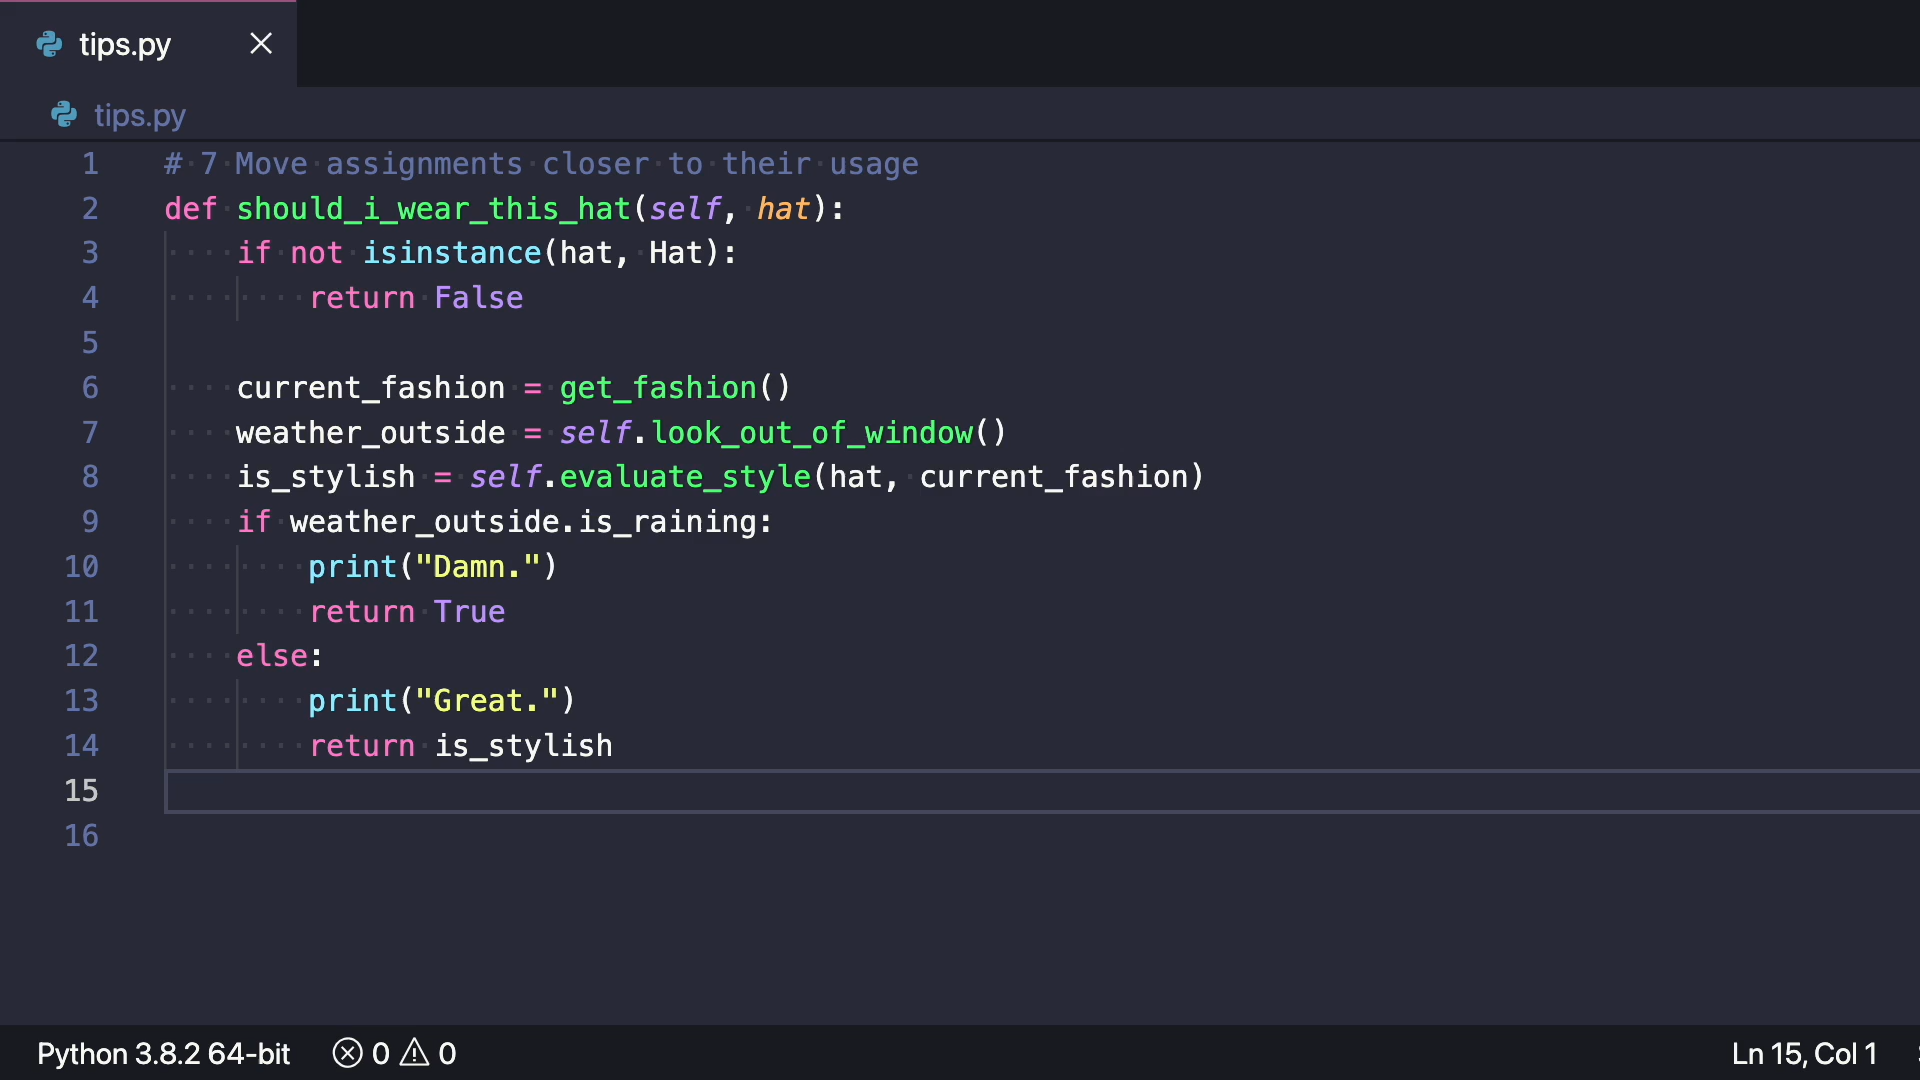 tips.py
tips.py
1 # 7 Move assignments closer to their usage
2 def should_i_wear_this_hat(self, hat):
3     if not isinstance(hat, Hat):
4         return False
5
6     current_fashion = get_fashion()
7     weather_outside = self.look_out_of_window()
8     is_stylish = self.evaluate_style(hat, current_fashion)
9     if weather_outside.is_raining:
10         print("Damn.")
11         return True
12     else:
13         print("Great.")
14         return is_stylish
15
16
Python 3.8.2 64-bit 0 0 Ln 15, Col 1